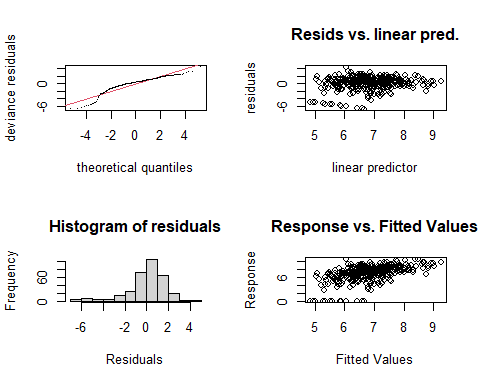 deviance residuals
-6 0
-4 -2 0 2 4
theoretical quantiles
Resids vs. linear pred.
residuals
-6 0
5 6 7 8 9
linear predictor
Histogram of residuals
Frequency
0 60
-6 -2 0 2 4
Residuals
Response vs. Fitted Values
Response
0 6
5 6 7 8 9
Fitted Values